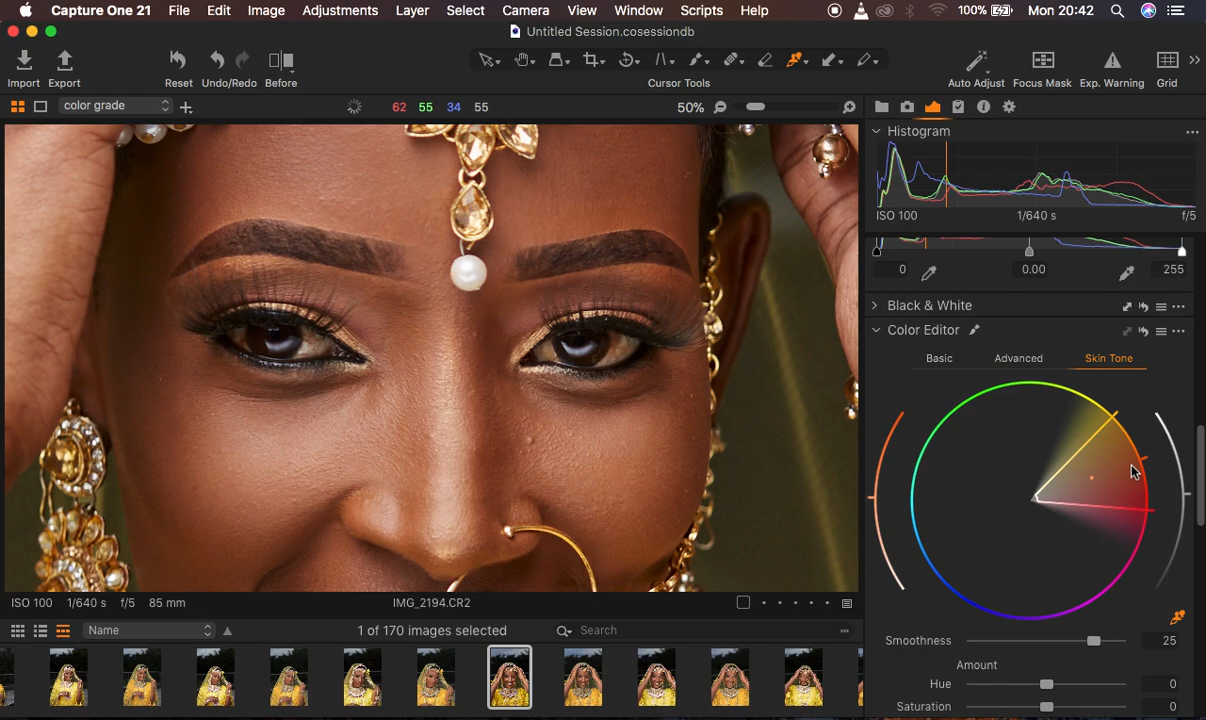 Capture One 21 File Edit Image Adjustments Layer Select Camera View Window Scripts Help 100% Mon 20:42
Untitled Session.cosessiondb
Import Export Reset Undo/Redo Before Cursor Tools Auto Adjust Focus Mask Exp. Warning Grid
color grade 62 55 34 55 50%
Histogram
ISO 100 1/640 s f/5
0 0.00 255
Black & White
Color Editor
Basic Advanced Skin Tone
ISO 100 1/640 s f/5 85 mm IMG_2194.CR2
Name 1 of 170 images selected Search
Smoothness 25
Amount
Hue 0
Saturation 0